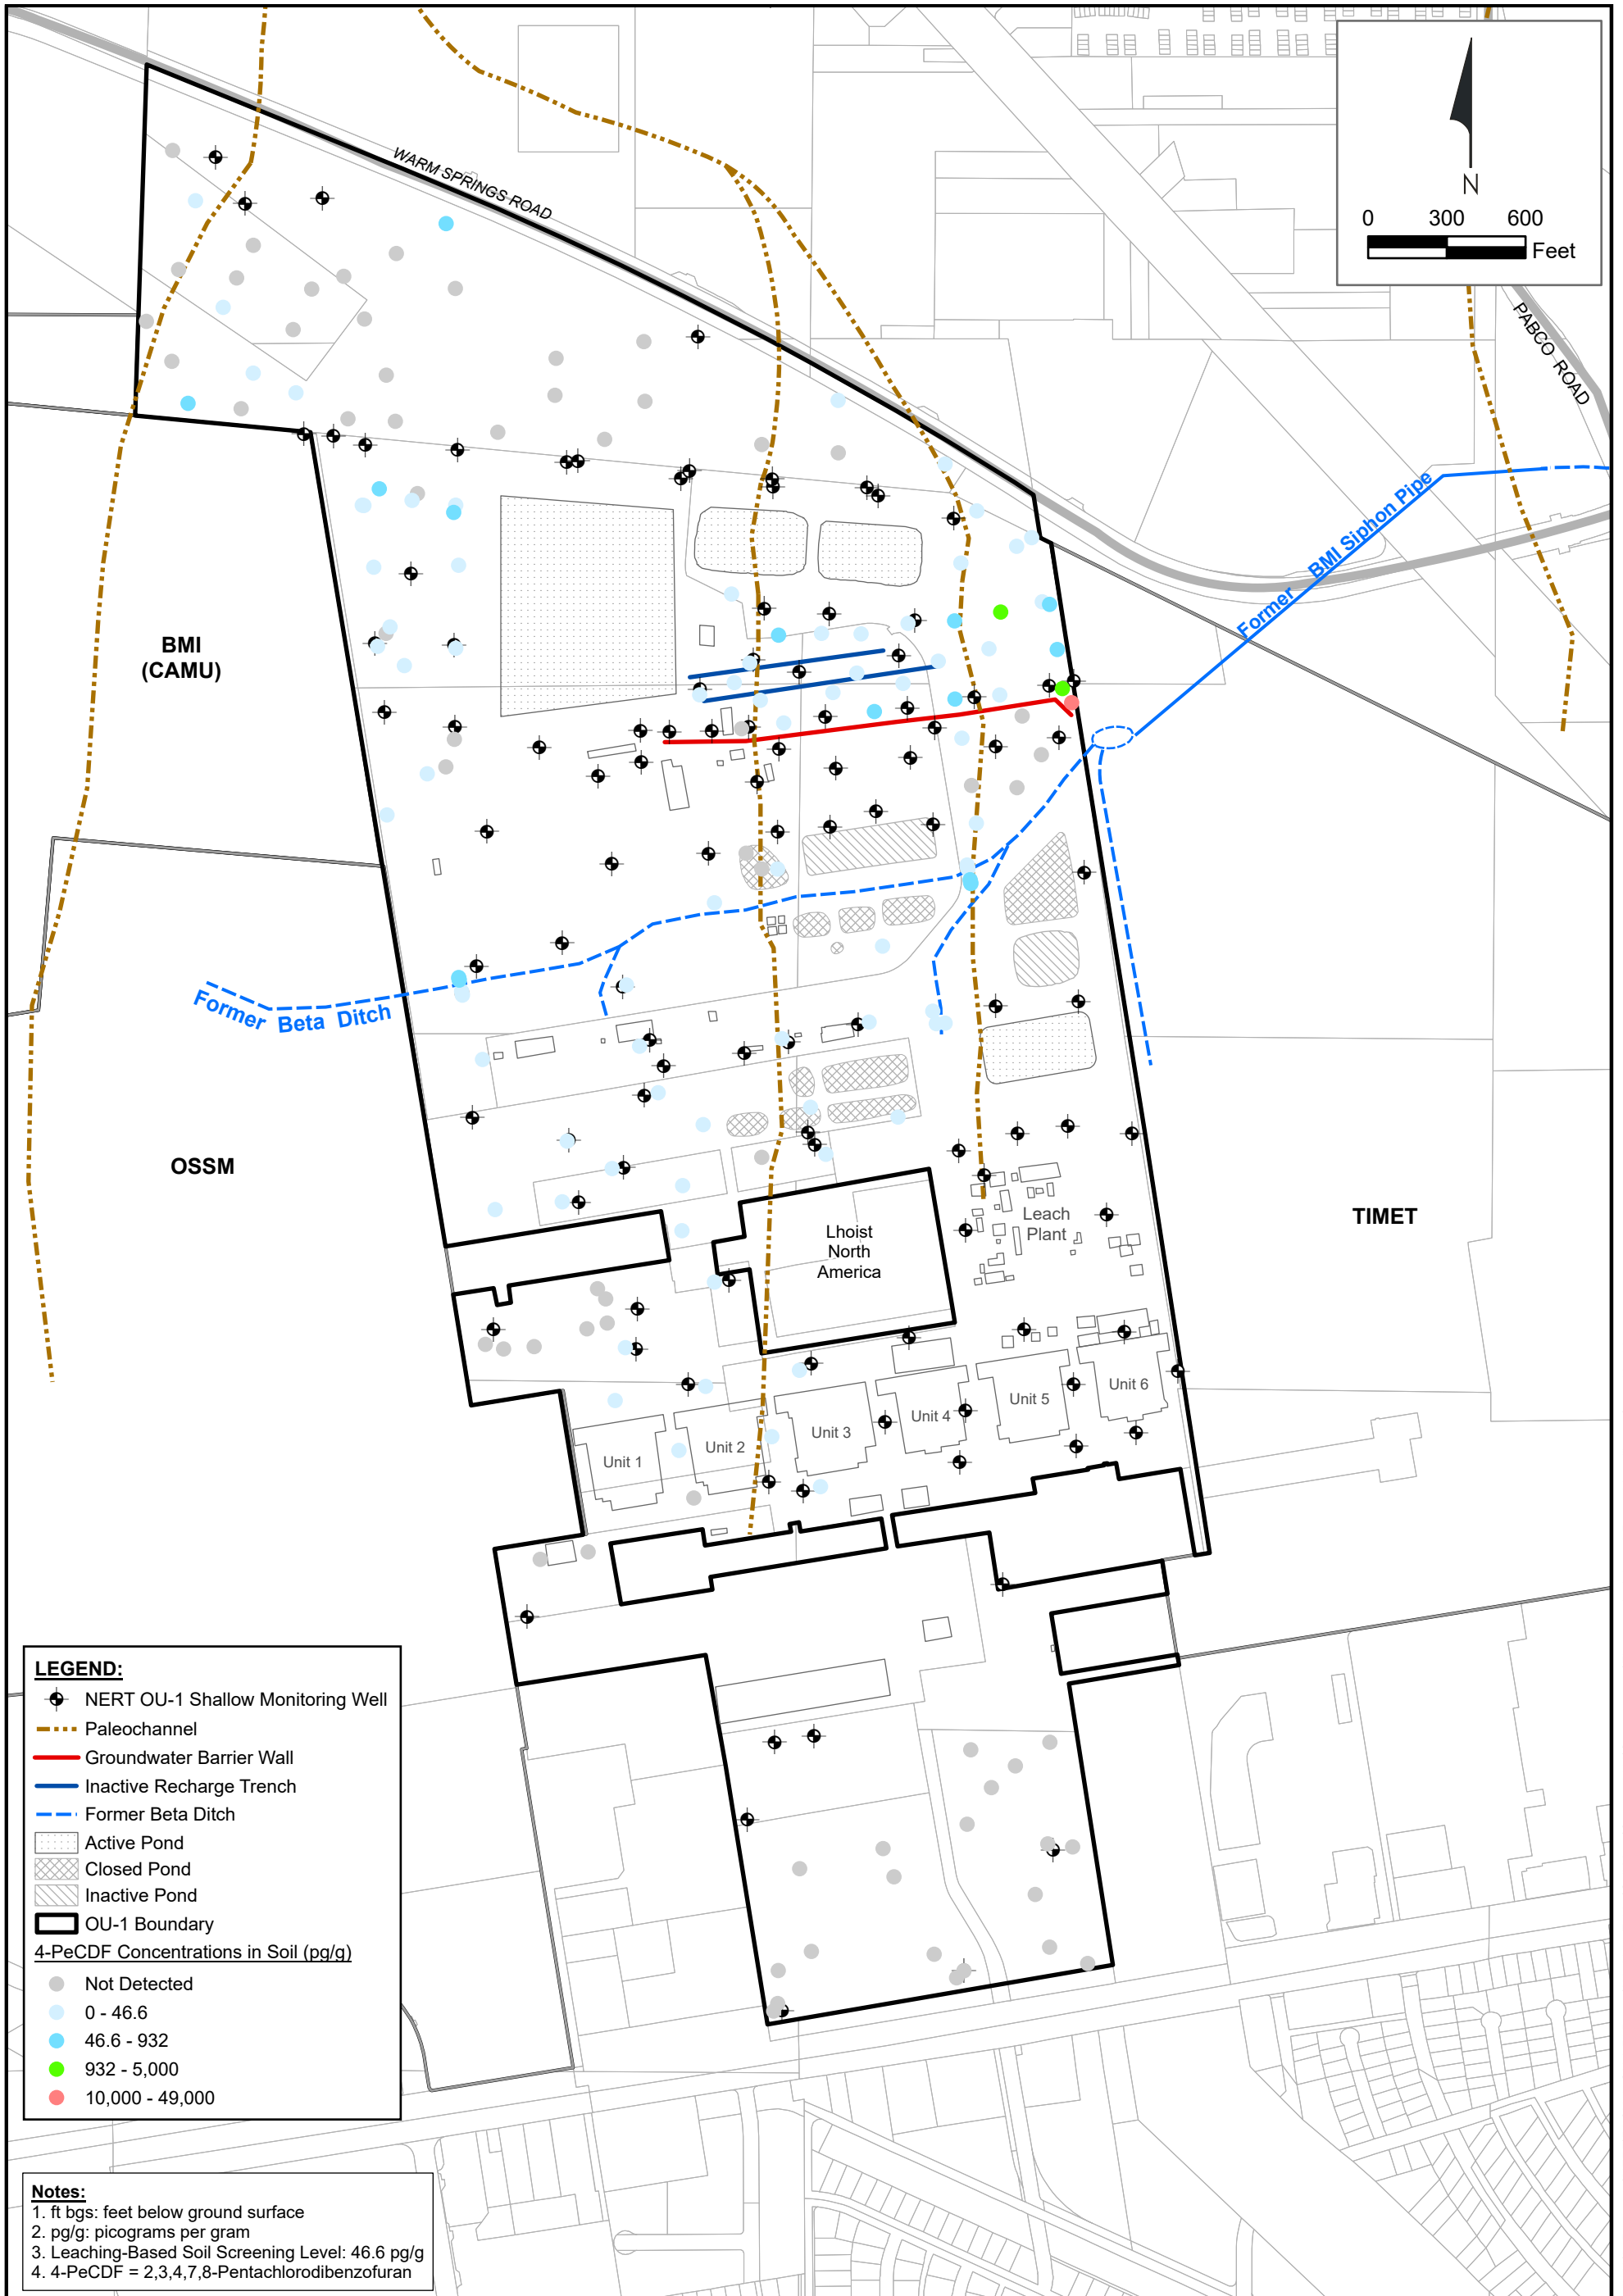 WARM SPRINGS ROAD
N
0 300 600
Feet
PABCO ROAD
Former BMI Siphon Pipe
BMI
(CAMU)
Former Beta Ditch
OSSM
TIMET
Lhoist
North
America
Leach
Plant
Unit 1
Unit 2
Unit 3
Unit 4
Unit 5
Unit 6
LEGEND:
NERT OU-1 Shallow Monitoring Well
Paleochannel
Groundwater Barrier Wall
Inactive Recharge Trench
Former Beta Ditch
Active Pond
Closed Pond
Inactive Pond
OU-1 Boundary
4-PeCDF Concentrations in Soil (pg/g)
Not Detected
0 - 46.6
46.6 - 932
932 - 5,000
10,000 - 49,000
Notes:
1. ft bgs: feet below ground surface
2. pg/g: picograms per gram
3. Leaching-Based Soil Screening Level: 46.6 pg/g
4. 4-PeCDF = 2,3,4,7,8-Pentachlorodibenzofuran